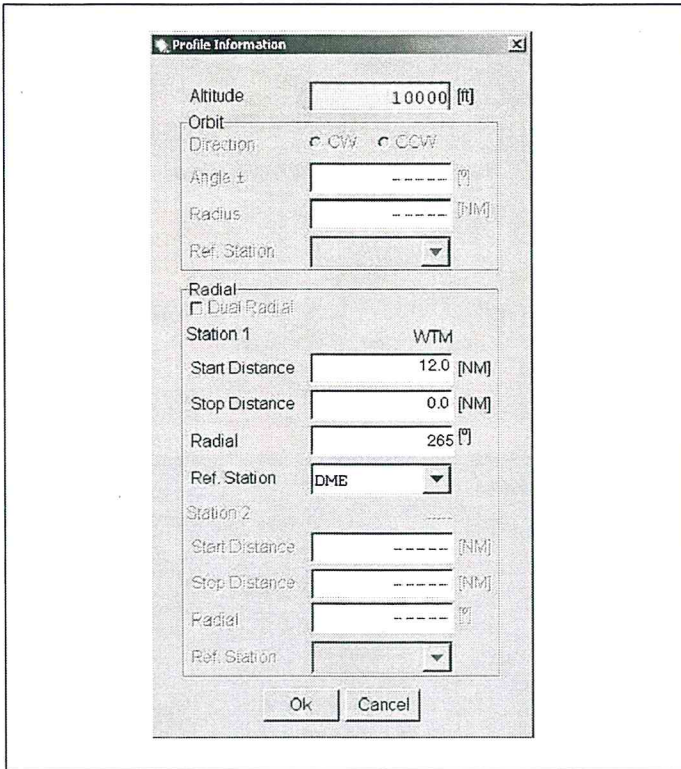 Profile Information
Altitude 10000 [ft]
Orbit
Direction CW CCW
Angle ± ----- [º]
Radius ----- [NM]
Ref. Station
Radial
Dual Radial
Station 1 WTM
Start Distance 12.0 [NM]
Stop Distance 0.0 [NM]
Radial 265 [º]
Ref. Station DME
Station 2 -----
Start Distance ----- [NM]
Stop Distance ----- [NM]
Radial ----- [º]
Ref. Station
Ok Cancel